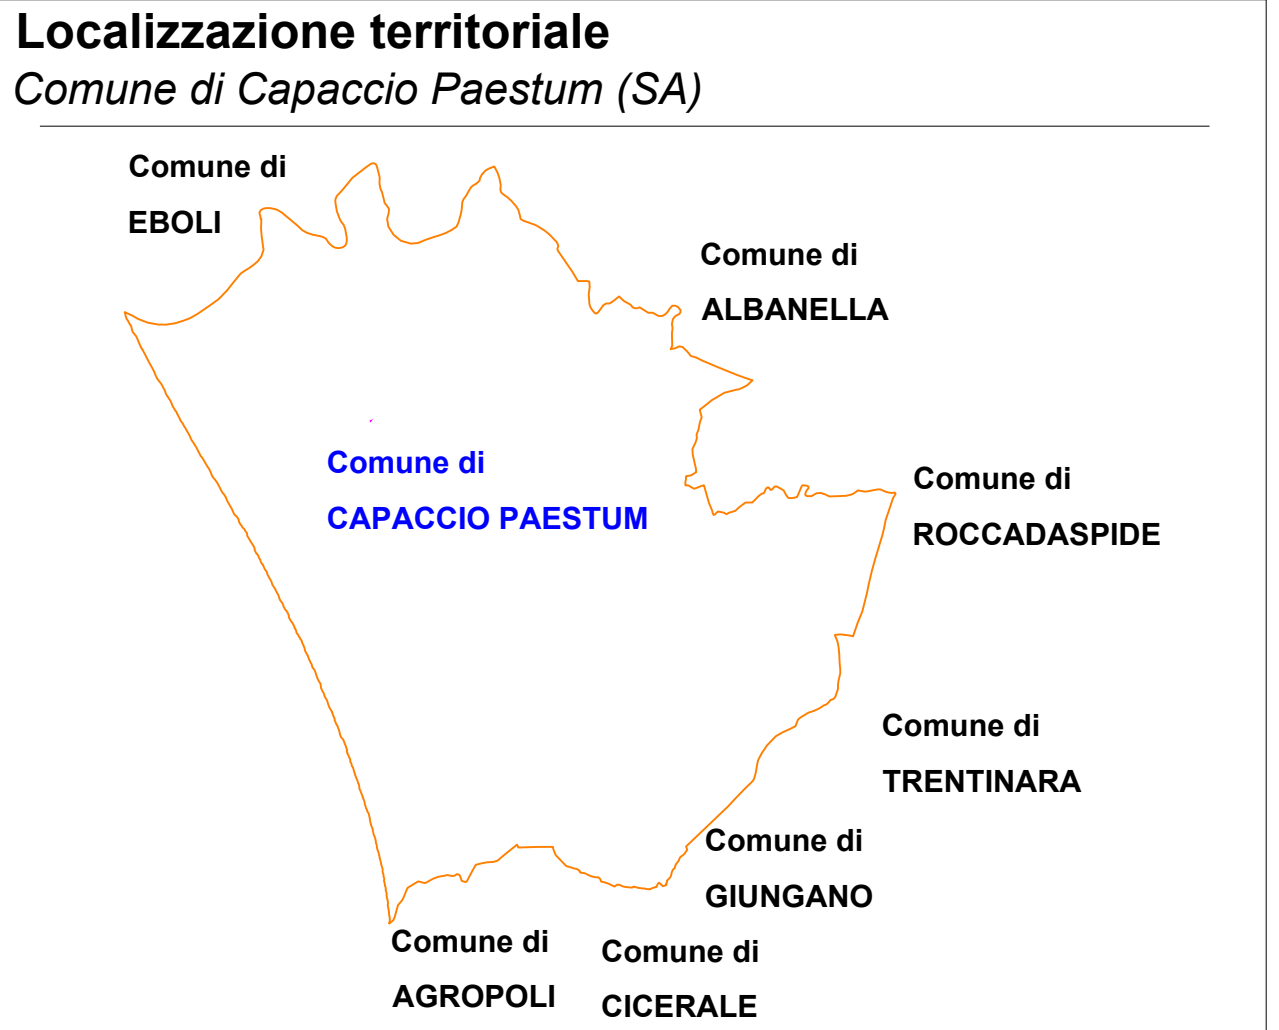 Localizzazione territoriale
Comune di Capaccio Paestum (SA)
Comune di
EBOLI
Comune di
ALBANELLA
Comune di
CAPACCIO PAESTUM
Comune di
ROCCADASPIDE
Comune di
TRENTINARA
Comune di
GIUNGANO
Comune di
AGROPOLI
Comune di
CICERALE